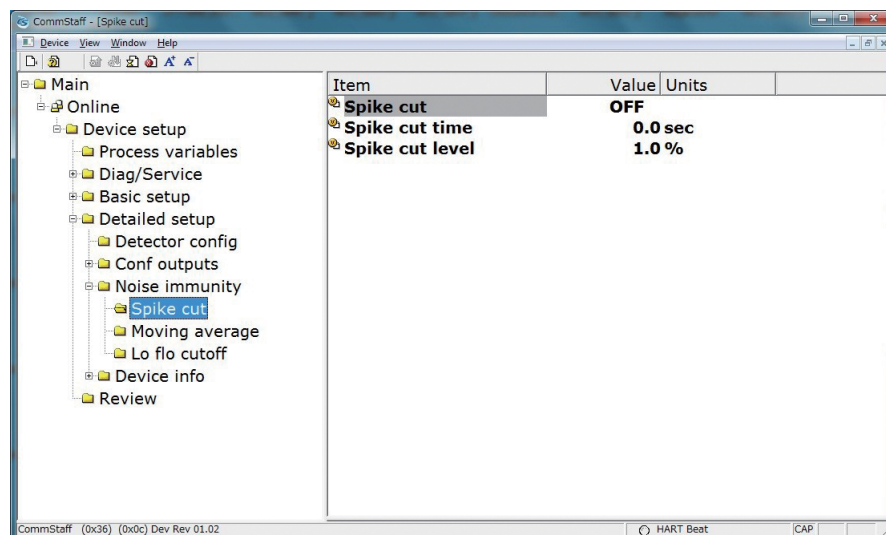 CommStaff - [Spike cut]
Device View Window Help
Main
Online
Device setup
Process variables
Diag/Service
Basic setup
Detailed setup
Detector config
Conf outputs
Noise immunity
Spike cut
Moving average
Lo flo cutoff
Device info
Review
Item Value Units
Spike cut OFF
Spike cut time 0.0 sec
Spike cut level 1.0 %
CommStaff (0x36) (0x0c) Dev Rev 01.02 HART Beat CAP